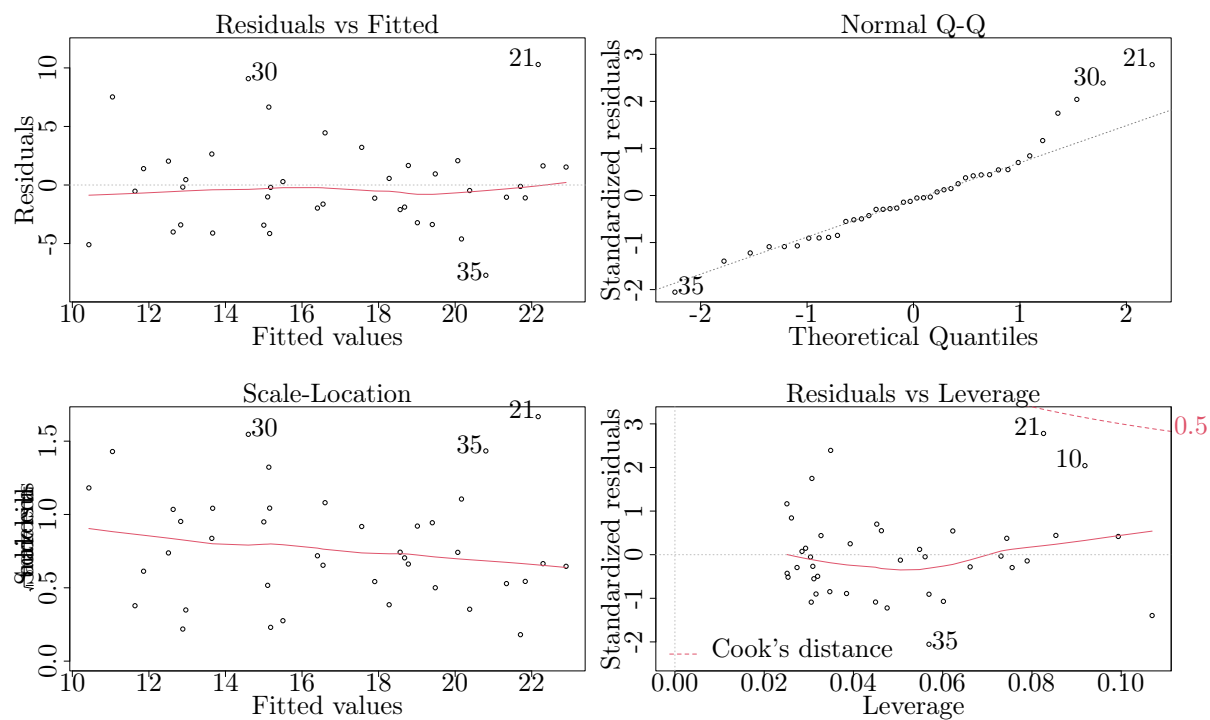 Residuals vs Fitted
Residuals
10
5
0
-5
30
21
35
10 12 14 16 18 20 22
Fitted values
Normal Q-Q
Standardized residuals
3
2
1
0
-1
-2
21
30
35
-2 -1 0 1 2
Theoretical Quantiles
Scale-Location
1.5
1.0
0.5
0.0
30
21
35
10 12 14 16 18 20 22
Fitted values
Residuals vs Leverage
Standardized residuals
3
2
1
0
-1
-2
21
10
0.5
35
Cook's distance
0.00 0.02 0.04 0.06 0.08 0.10
Leverage